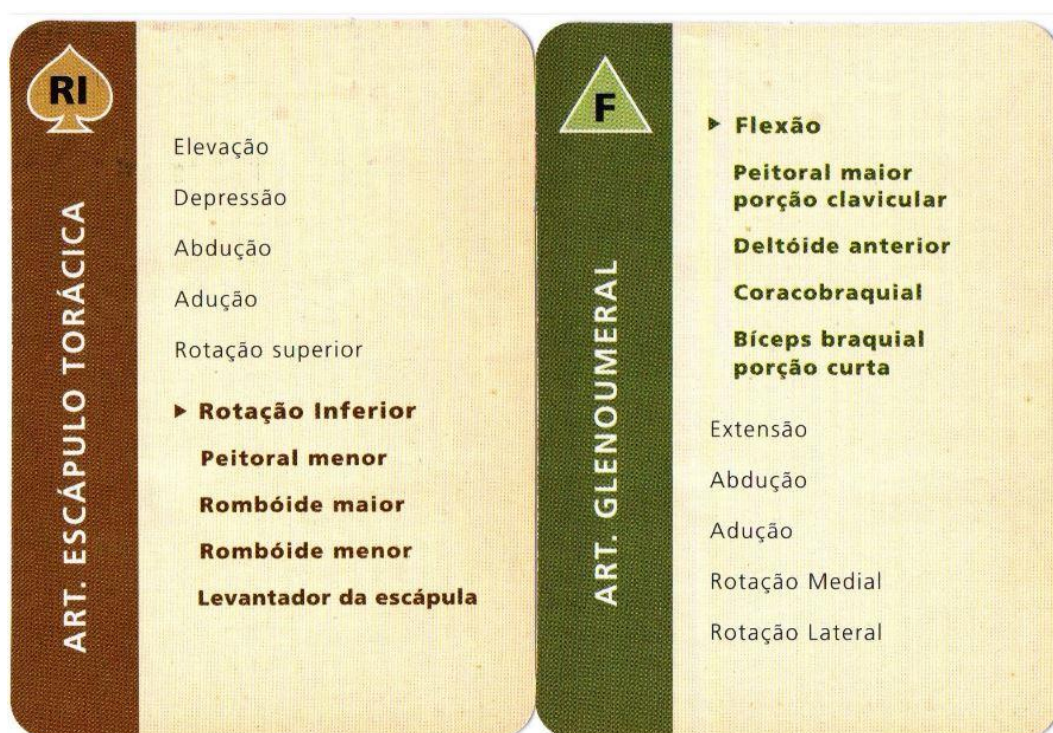 RI
ART. ESCÁPULO TORÁCICA
Elevação
Depressão
Abdução
Adução
Rotação superior
▸ Rotação Inferior
Peitoral menor
Rombóide maior
Rombóide menor
Levantador da escápula
F
ART. GLENOUMERAL
▸ Flexão
Peitoral maior
porção clavicular
Deltóide anterior
Coracobraquial
Bíceps braquial
porção curta
Extensão
Abdução
Adução
Rotação Medial
Rotação Lateral